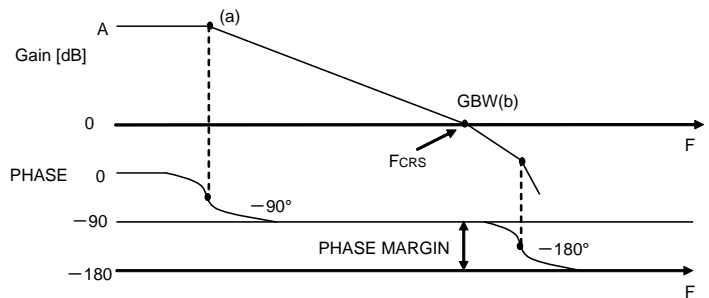 A
(a)
Gain [dB]
GBW(b)
0
FCRS
F
PHASE
0
−90°
−90
PHASE MARGIN
−180°
−180
F